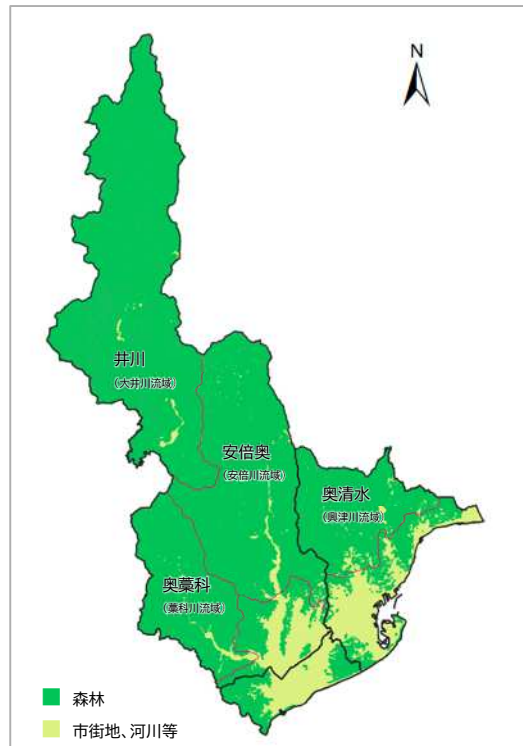 N
井川
(大井川流域)
安倍奥
(安倍川流域)
奥清水
(興津川流域)
奥藁科
(藁科川流域)
森林
市街地、河川等